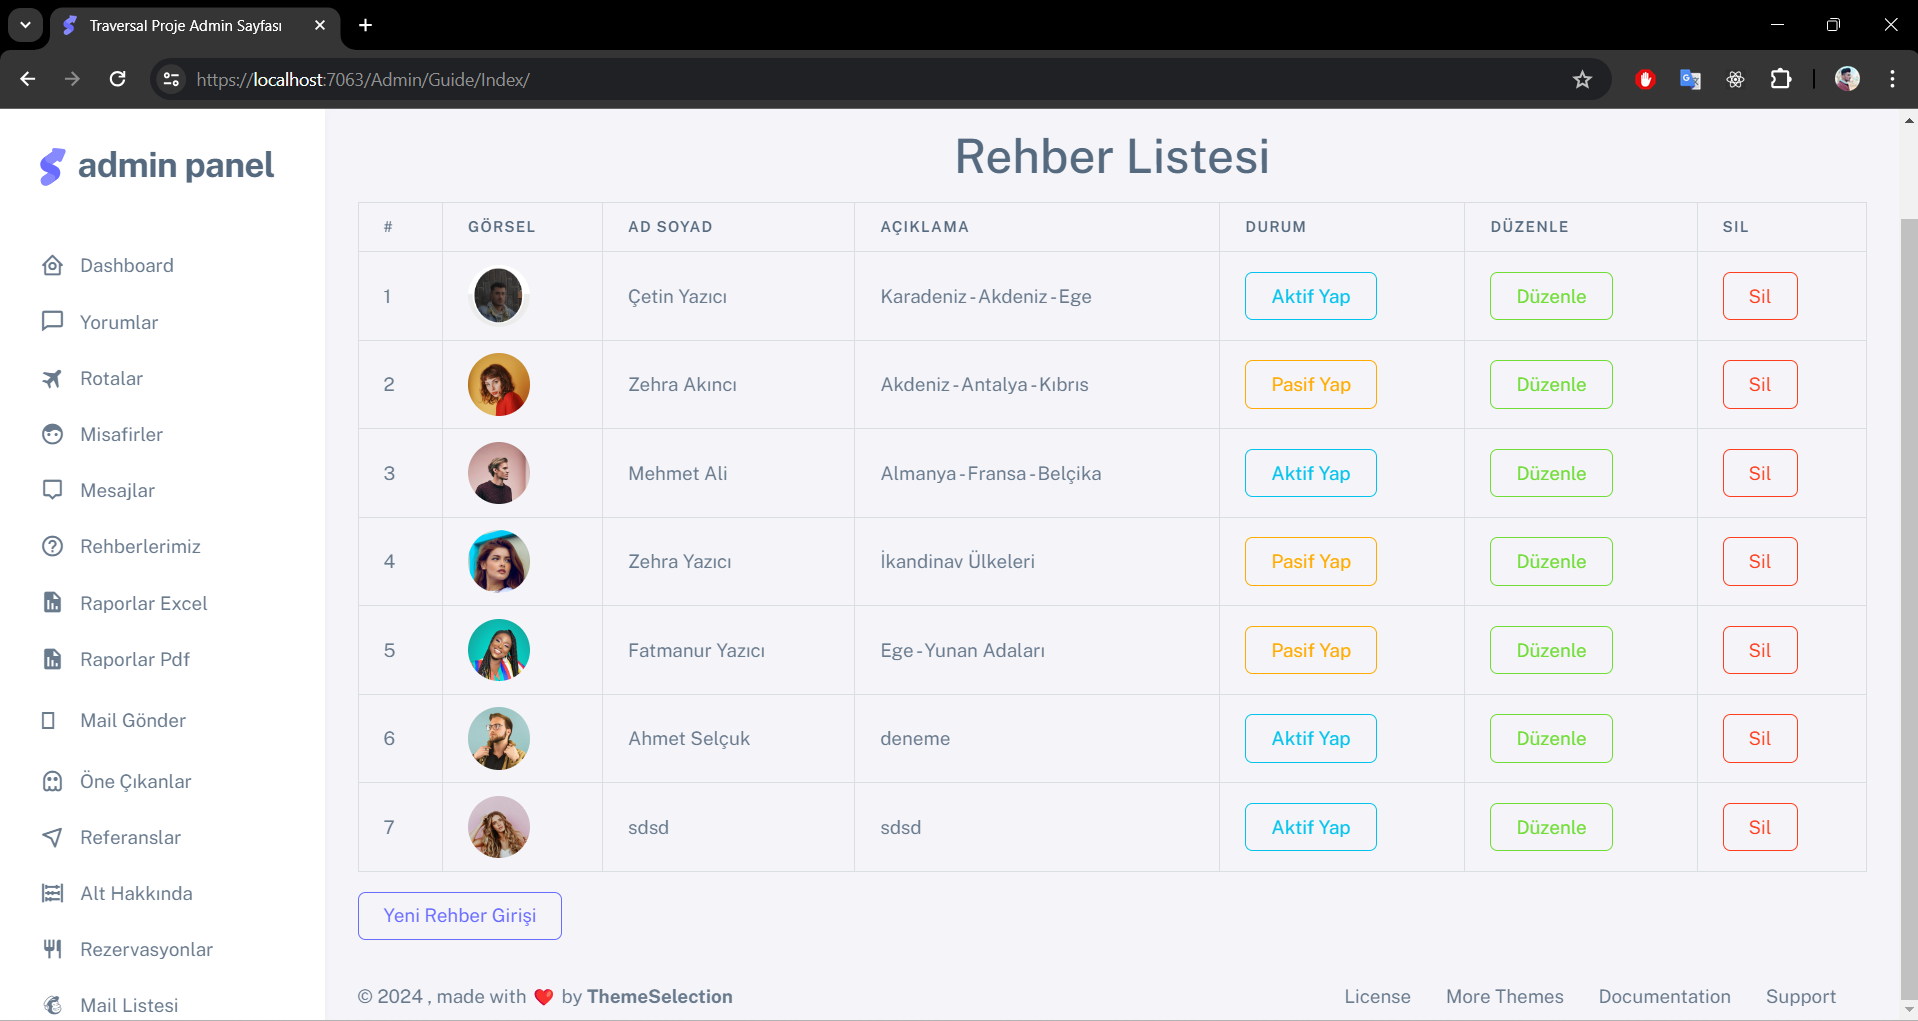 Traversal Proje Admin Sayfası
https://localhost:7063/Admin/Guide/Index/
admin panel
Dashboard
Yorumlar
Rotalar
Misafirler
Mesajlar
Rehberlerimiz
Raporlar Excel
Raporlar Pdf
Mail Gönder
Öne Çıkanlar
Referanslar
Alt Hakkında
Rezervasyonlar
Mail Listesi
Rehber Listesi
# GÖRSEL AD SOYAD AÇIKLAMA DURUM DÜZENLE SIL
1 Çetin Yazıcı Karadeniz - Akdeniz - Ege Aktif Yap Düzenle Sil
2 Zehra Akıncı Akdeniz - Antalya - Kıbrıs Pasif Yap Düzenle Sil
3 Mehmet Ali Almanya - Fransa - Belçika Aktif Yap Düzenle Sil
4 Zehra Yazıcı İkandinav Ülkeleri Pasif Yap Düzenle Sil
5 Fatmanur Yazıcı Ege - Yunan Adaları Pasif Yap Düzenle Sil
6 Ahmet Selçuk deneme Aktif Yap Düzenle Sil
7 sdsd sdsd Aktif Yap Düzenle Sil
Yeni Rehber Girişi
© 2024 , made with ❤️ by ThemeSelection License More Themes Documentation Support